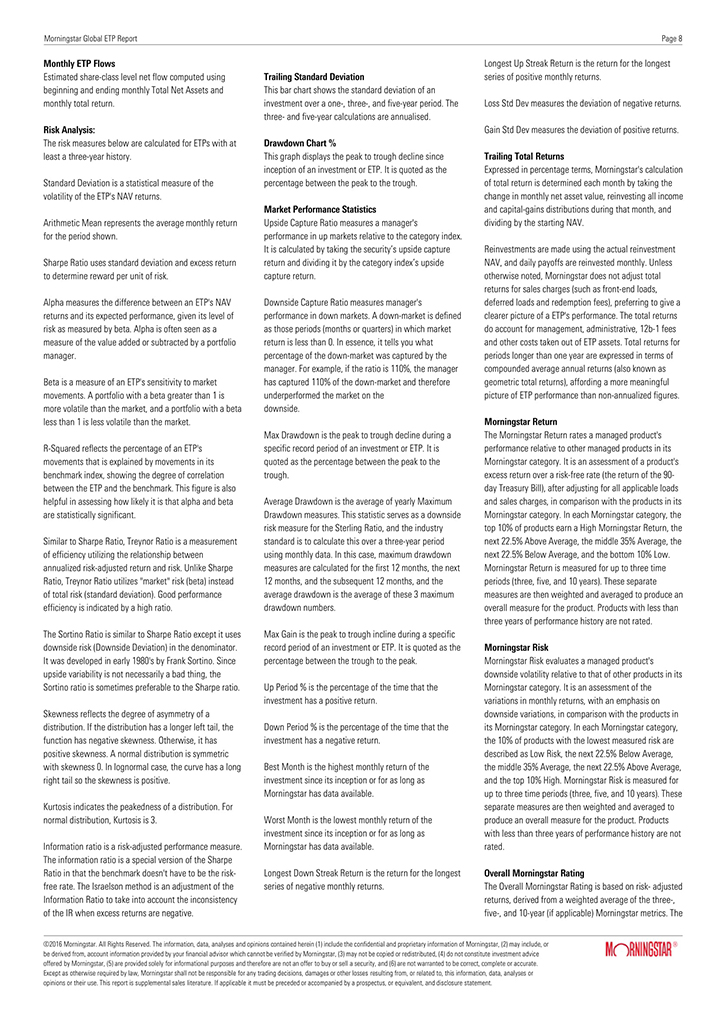 Morningstar Global ETP Report
Page 8
Monthly ETP Flows
Estimated share-class level net flow computed using
beginning and ending monthly Total Net Assets and
monthly total return.
Risk Analysis:
The risk measures below are calculated for ETPs with at
least a three-year history.
Standard Deviation is a statistical measure of the
volatility of the ETP's NAV returns.
Arithmetic Mean represents the average monthly return
for the period shown.
Sharpe Ratio uses standard deviation and excess return
to determine reward per unit of risk.
Alpha measures the difference between an ETP's NAV
returns and its expected performance, given its level of
risk as measured by beta. Alpha is often seen as a
measure of the value added or subtracted by a portfolio
manager.
Beta is a measure of an ETP's sensitivity to market
movements. A portfolio with a beta greater than 1 is
more volatile than the market, and a portfolio with a beta
less than 1 is less volatile than the market.
R-Squared reflects the percentage of an ETP's
movements that is explained by movements in its
benchmark index, showing the degree of correlation
between the ETP and the benchmark. This figure is also
helpful in assessing how likely it is that alpha and beta
are statistically significant.
Similar to Sharpe Ratio, Treynor Ratio is a measurement
of efficiency utilizing the relationship between
annualized risk-adjusted return and risk. Unlike Sharpe
Ratio, Treynor Ratio utilizes "market" risk (beta) instead
of total risk (standard deviation). Good performance
efficiency is indicated by a high ratio.
The Sortino Ratio is similar to Sharpe Ratio except it uses
downside risk (Downside Deviation) in the denominator.
It was developed in early 1980's by Frank Sortino. Since
upside variability is not necessarily a bad thing, the
Sortino ratio is sometimes preferable to the Sharpe ratio.
Skewness reflects the degree of asymmetry of a
distribution. If the distribution has a longer left tail, the
function has negative skewness. Otherwise, it has
positive skewness. A normal distribution is symmetric
with skewness 0. In lognormal case, the curve has a long
right tail so the skewness is positive.
Kurtosis indicates the peakedness of a distribution. For
normal distribution, Kurtosis is 3.
Information ratio is a risk-adjusted performance measure.
The information ratio is a special version of the Sharpe
Ratio in that the benchmark doesn't have to be the risk-
free rate. The Israelson method is an adjustment of the
Information Ratio to take into account the inconsistency
of the IR when excess returns are negative.
Trailing Standard Deviation
This bar chart shows the standard deviation of an
investment over a one-, three-, and five-year period. The
three- and five-year calculations are annualised.
Drawdown Chart %
This graph displays the peak to trough decline since
inception of an investment or ETP. It is quoted as the
percentage between the peak to the trough.
Market Performance Statistics
Upside Capture Ratio measures a manager's
performance in up markets relative to the category index.
It is calculated by taking the security's upside capture
return and dividing it by the category index's upside
capture return.
Downside Capture Ratio measures manager's
performance in down markets. A down-market is defined
as those periods (months or quarters) in which market
return is less than 0. In essence, it tells you what
percentage of the down-market was captured by the
manager. For example, if the ratio is 110%, the manager
has captured 110% of the down-market and therefore
underperformed the market on the
downside.
Max Drawdown is the peak to trough decline during a
specific record period of an investment or ETP. It is
quoted as the percentage between the peak to the
trough.
Average Drawdown is the average of yearly Maximum
Drawdown measures. This statistic serves as a downside
risk measure for the Sterling Ratio, and the industry
standard is to calculate this over a three-year period
using monthly data. In this case, maximum drawdown
measures are calculated for the first 12 months, the next
12 months, and the subsequent 12 months, and the
average drawdown is the average of these 3 maximum
drawdown numbers.
Max Gain is the peak to trough incline during a specific
record period of an investment or ETP. It is quoted as the
percentage between the trough to the peak.
Up Period % is the percentage of the time that the
investment has a positive return.
Down Period % is the percentage of the time that the
investment has a negative return.
Best Month is the highest monthly return of the
investment since its inception or for as long as
Morningstar has data available.
Worst Month is the lowest monthly return of the
investment since its inception or for as long as
Morningstar has data available.
Longest Down Streak Return is the return for the longest
series of negative monthly returns.
Longest Up Streak Return is the return for the longest
series of positive monthly returns.
Loss Std Dev measures the deviation of negative returns.
Gain Std Dev measures the deviation of positive returns.
Trailing Total Returns
Expressed in percentage terms, Morningstar's calculation
of total return is determined each month by taking the
change in monthly net asset value, reinvesting all income
and capital-gains distributions during that month, and
dividing by the starting NAV.
Reinvestments are made using the actual reinvestment
NAV, and daily payoffs are reinvested monthly. Unless
otherwise noted, Morningstar does not adjust total
returns for sales charges (such as front-end loads,
deferred loads and redemption fees), preferring to give a
clearer picture of a ETP's performance. The total returns
do account for management, administrative, 12b-1 fees
and other costs taken out of ETP assets. Total returns for
periods longer than one year are expressed in terms of
compounded average annual returns (also known as
geometric total returns), affording a more meaningful
picture of ETP performance than non-annualized figures.
Morningstar Return
The Morningstar Return rates a managed product's
performance relative to other managed products in its
Morningstar category. It is an assessment of a product's
excess return over a risk-free rate (the return of the 90-
day Treasury Bill), after adjusting for all applicable loads
and sales charges, in comparison with the products in its
Morningstar category. In each Morningstar category, the
top 10% of products earn a High Morningstar Return, the
next 22.5% Above Average, the middle 35% Average, the
next 22.5% Below Average, and the bottom 10% Low.
Morningstar Return is measured for up to three time
periods (three, five, and 10 years). These separate
measures are then weighted and averaged to produce an
overall measure for the product. Products with less than
three years of performance history are not rated.
Morningstar Risk
Morningstar Risk evaluates a managed product's
downside volatility relative to that of other products in its
Morningstar category. It is an assessment of the
variations in monthly returns, with an emphasis on
downside variations, in comparison with the products in
its Morningstar category. In each Morningstar category,
the 10% of products with the lowest measured risk are
described as Low Risk, the next 22.5% Below Average,
the middle 35% Average, the next 22.5% Above Average,
and the top 10% High. Morningstar Risk is measured for
up to three time periods (three, five, and 10 years). These
separate measures are then weighted and averaged to
produce an overall measure for the product. Products
with less than three years of performance history are not
rated.
Overall Morningstar Rating
The Overall Morningstar Rating is based on risk- adjusted
returns, derived from a weighted average of the three-,
five-, and 10-year (if applicable) Morningstar metrics. The
©2016 Morningstar. All Rights Reserved. The information, data, analyses and opinions contained herein (1) include the confidential and proprietary information of Morningstar, (2) may include, or
be derived from, account information provided by your financial advisor which cannot be verified by Morningstar, (3) may not be copied or redistributed, (4) do not constitute investment advice
offered by Morningstar, (5) are provided solely for informational purposes and therefore are not an offer to buy or sell a security, and (6) are not warranted to be correct, complete or accurate.
Except as otherwise required by law, Morningstar shall not be responsible for any trading decisions, damages or other losses resulting from, or related to, this information, data, analyses or
opinions or their use. This report is supplemental sales literature. If applicable it must be preceded or accompanied by a prospectus, or equivalent, and disclosure statement.
MORNINGSTAR®